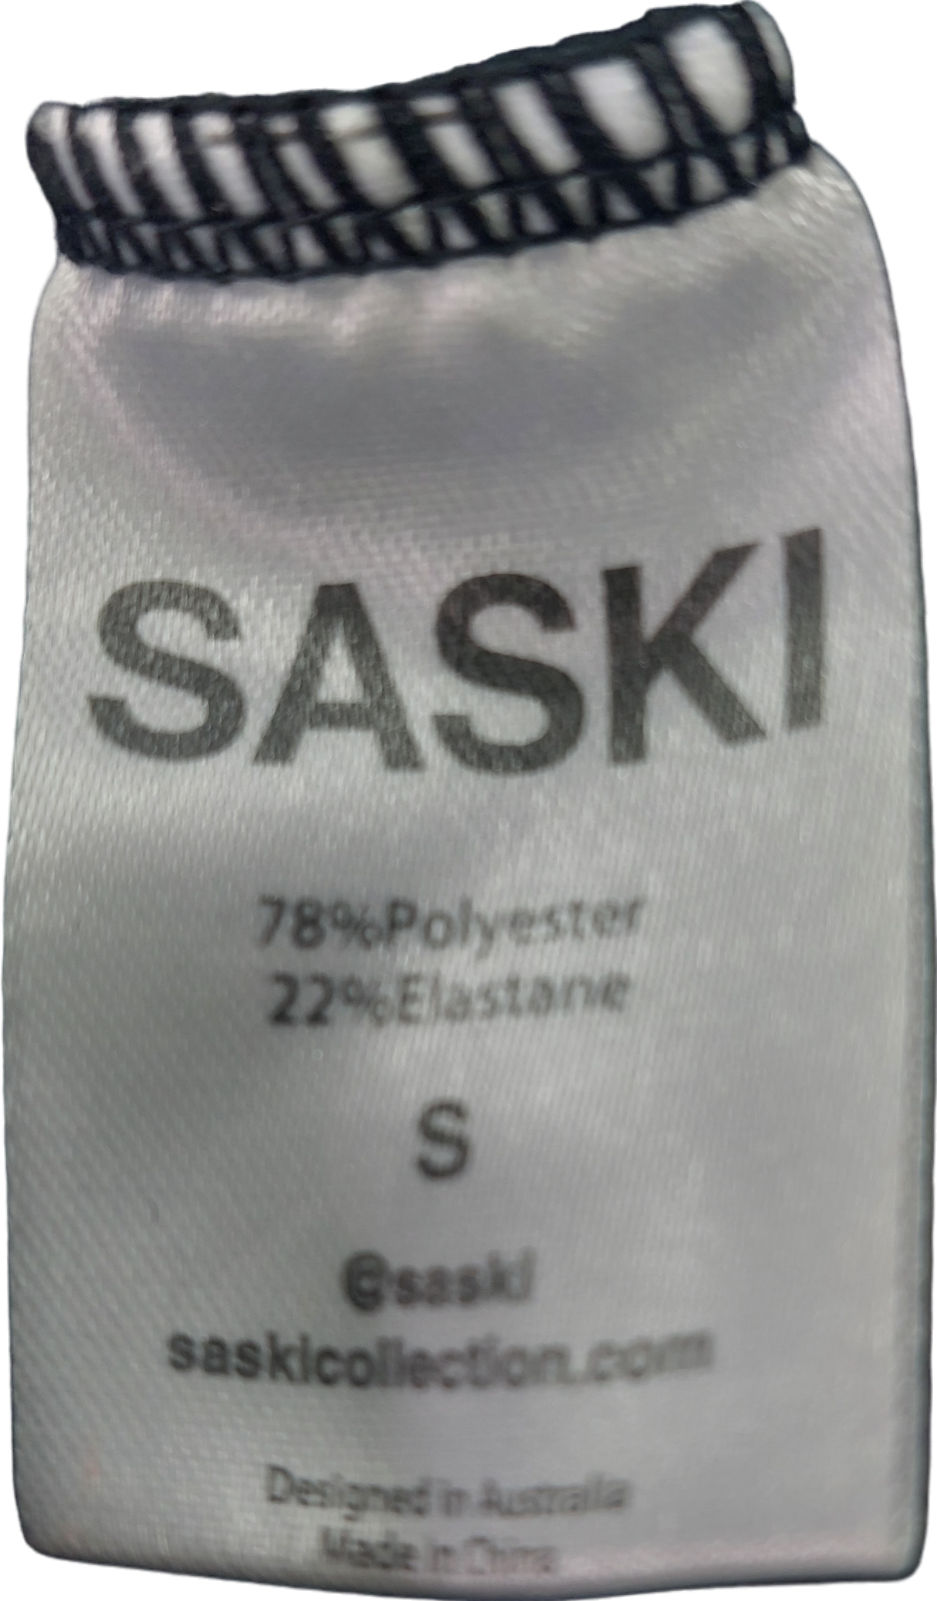 SASKI
78%Polyester
22%Elastane
S
@saski
saskicollection.com
Designed in Australia
Made in China